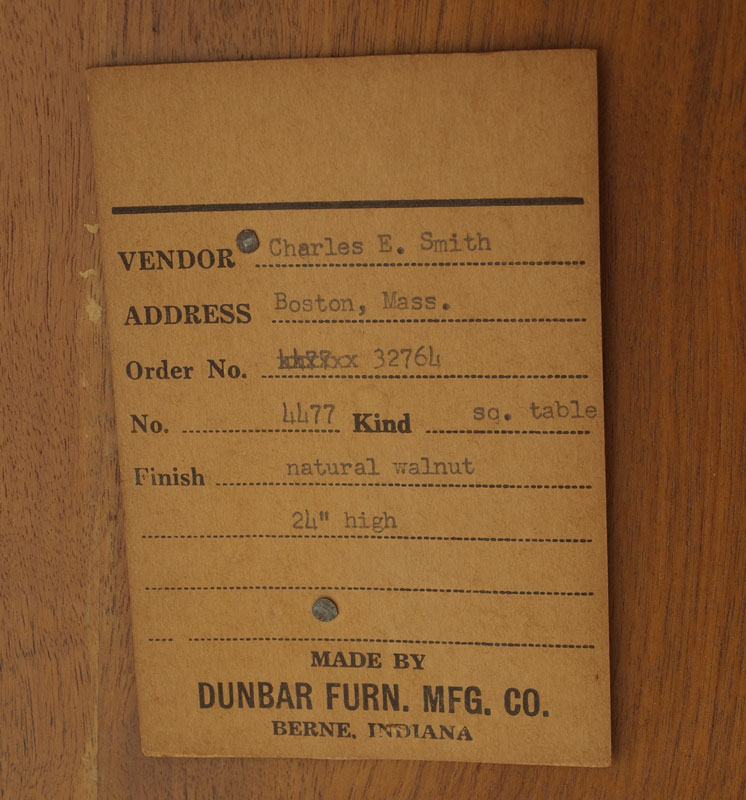 VENDOR Charles E. Smith
ADDRESS Boston, Mass.
Order No. 32764
No. 4477 Kind sq. table
Finish natural walnut
24" high
MADE BY
DUNBAR FURN. MFG. CO.
BERNE, INDIANA